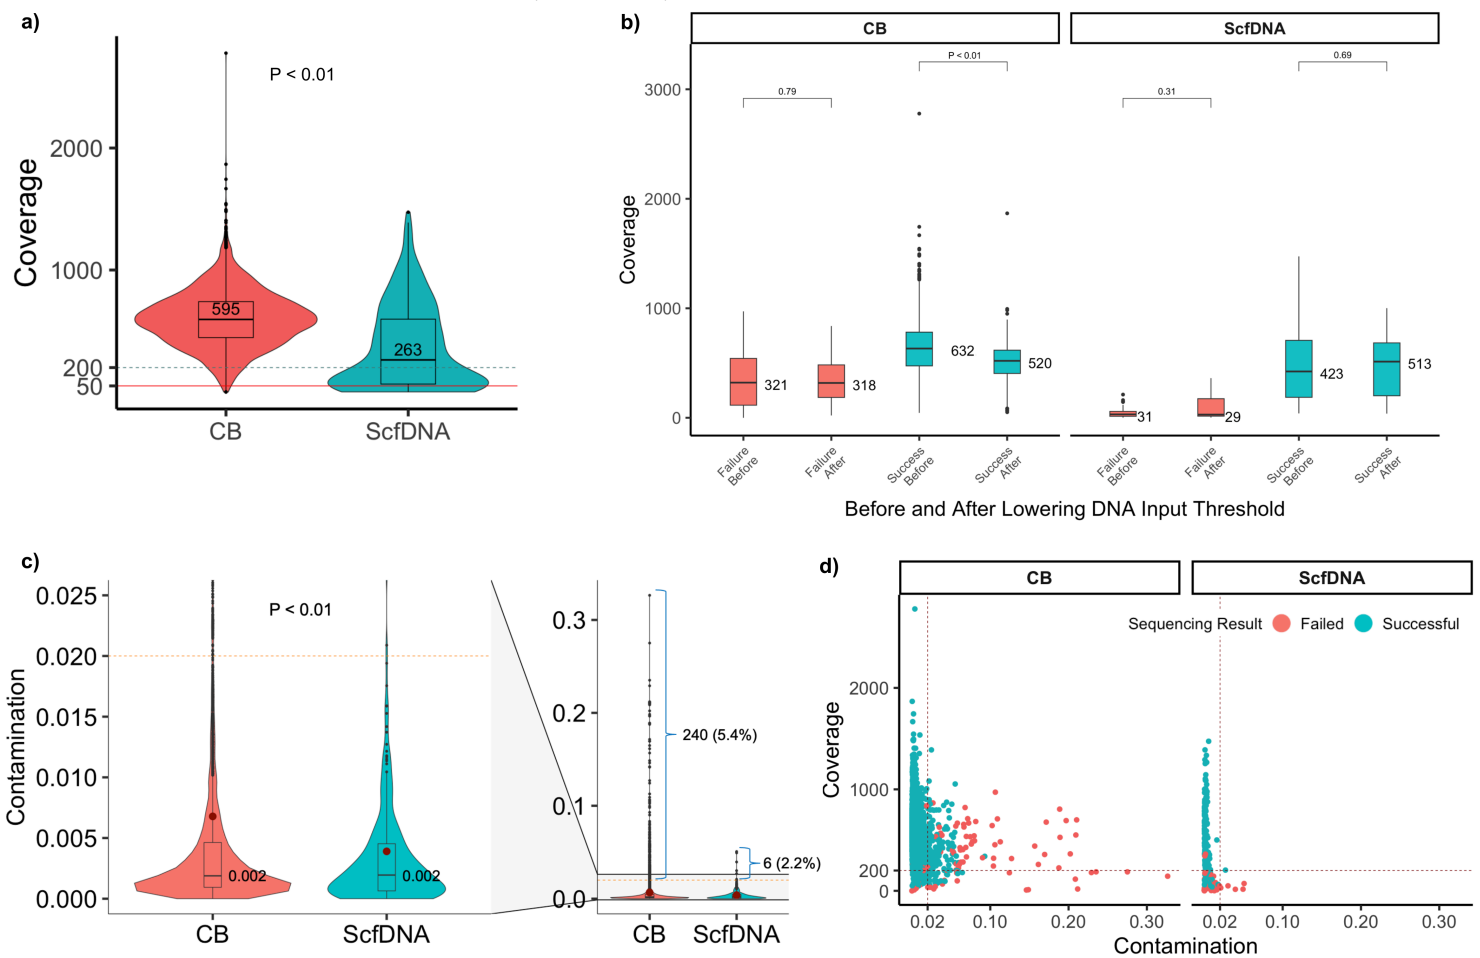 a)
P < 0.01
Coverage
2000
1000
200
50
595
263
CB
ScfDNA
b)
CB
ScfDNA
P < 0.01
0.69
0.79
0.31
Coverage
3000
2000
1000
0
321
318
632
520
31
29
423
513
Failure
Before
Failure
After
Success
Before
Success
After
Failure
Before
Failure
After
Success
Before
Success
After
Before and After Lowering DNA Input Threshold
c)
P < 0.01
Contamination
0.025
0.020
0.015
0.010
0.005
0.000
0.002
0.002
CB
ScfDNA
0.3
0.2
0.1
0.0
240 (5.4%)
6 (2.2%)
CB
ScfDNA
d)
CB
ScfDNA
Sequencing Result
Failed
Successful
Coverage
2000
1000
200
0
0.02
0.10
0.20
0.30
0.02
0.10
0.20
0.30
Contamination